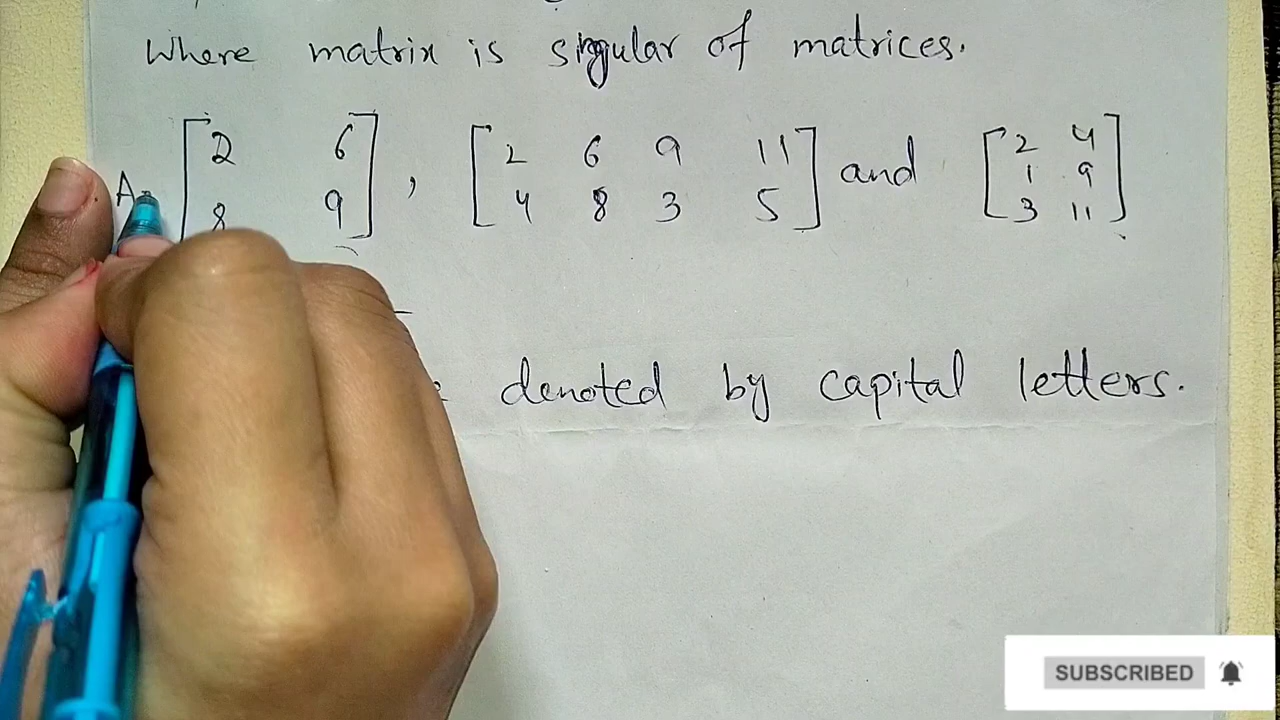 Where matrix is singular of matrices.
A = [2 6 , [2 6 9 11 and [2 4
8 9] 4 8 3 5] 1 9
3 11]
denoted by capital letters.
SUBSCRIBED